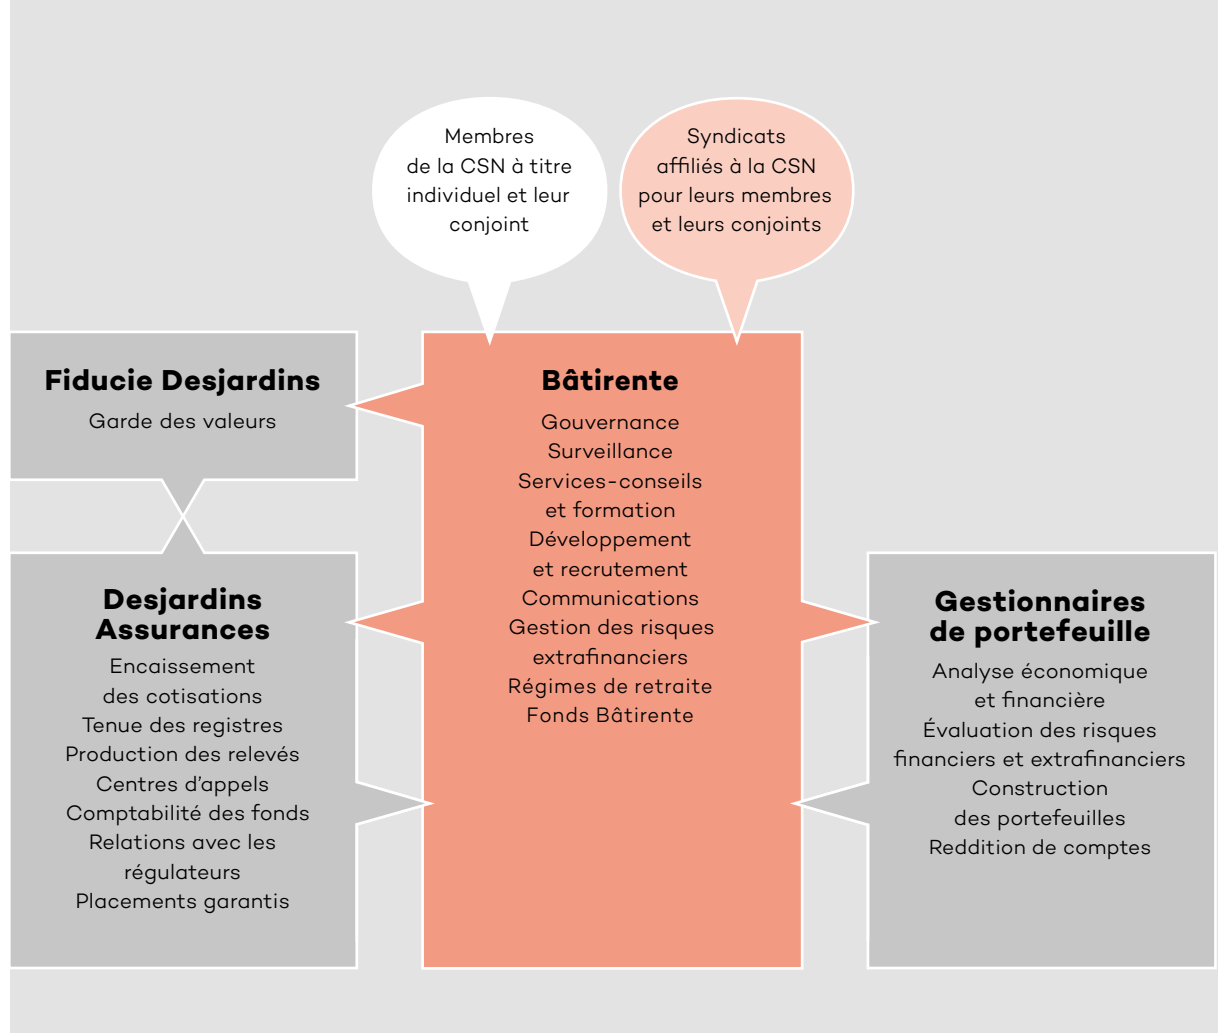 Membres
de la CSN à titre
individuel et leur
conjoint
Syndicats
affiliés à la CSN
pour leurs membres
et leurs conjoints
Fiducie Desjardins
Garde des valeurs
Bâtirente
Gouvernance
Surveillance
Services-conseils
et formation
Développement
et recrutement
Communications
Gestion des risques
extrafinanciers
Régimes de retraite
Fonds Bâtirente
Desjardins
Assurances
Encaissement
des cotisations
Tenue des registres
Production des relevés
Centres d’appels
Comptabilité des fonds
Relations avec les
régulateurs
Placements garantis
Gestionnaires
de portefeuille
Analyse économique
et financière
Évaluation des risques
financiers et extrafinanciers
Construction
des portefeuilles
Reddition de comptes